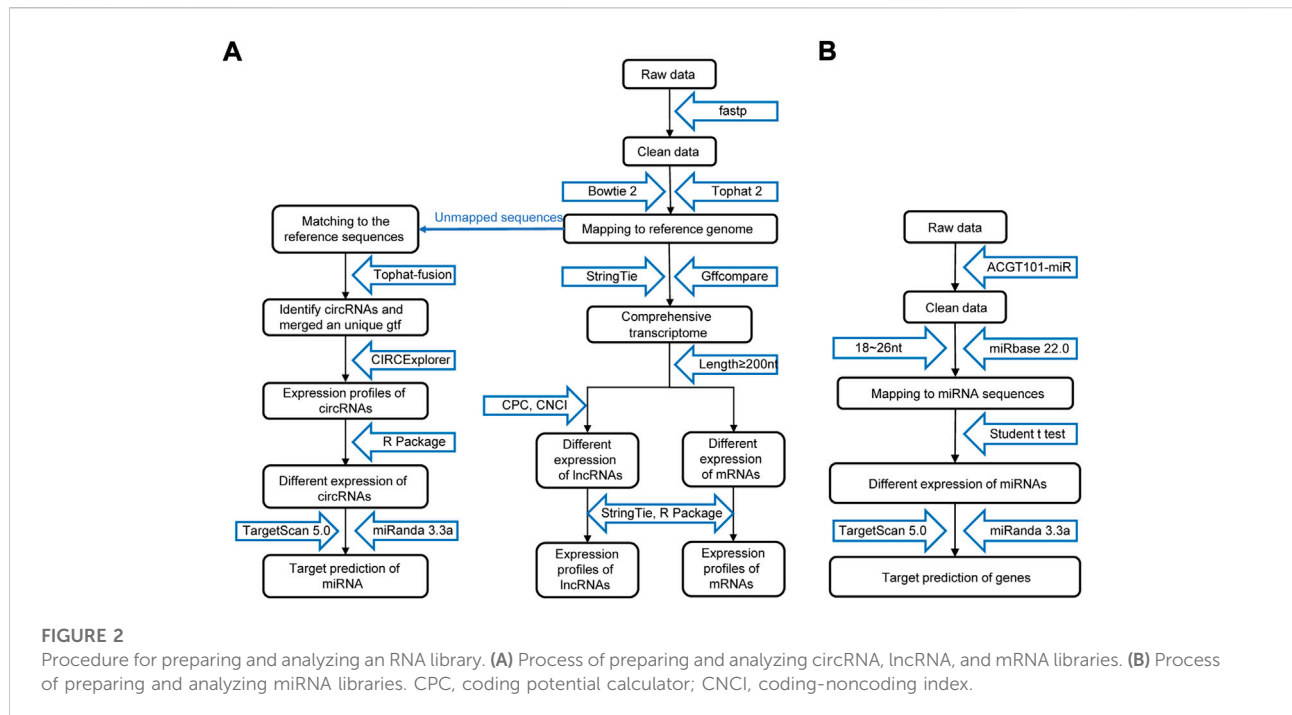 A
B
Raw data
fastp
Clean data
Bowtie 2
Tophat 2
Mapping to reference genome
Unmapped sequences
Matching to the
reference sequences
Tophat-fusion
Identify circRNAs and
merged an unique gtf
CIRCExplorer
Expression profiles of
circRNAs
R Package
Different expression of
circRNAs
TargetScan 5.0
miRanda 3.3a
Target prediction of
miRNA
StringTie
Gffcompare
Comprehensive
transcriptome
Length≥200nt
CPC, CNCI
Different
expression
of lncRNAs
Different
expression
of mRNAs
StringTie, R Package
Expression
profiles of
lncRNAs
Expression
profiles of
mRNAs
Raw data
ACGT101-miR
Clean data
18~26nt
miRbase 22.0
Mapping to miRNA sequences
Student t test
Different expression of miRNAs
TargetScan 5.0
miRanda 3.3a
Target prediction of genes
FIGURE 2
Procedure for preparing and analyzing an RNA library. (A) Process of preparing and analyzing circRNA, lncRNA, and mRNA libraries. (B) Process
of preparing and analyzing miRNA libraries. CPC, coding potential calculator; CNCI, coding-noncoding index.